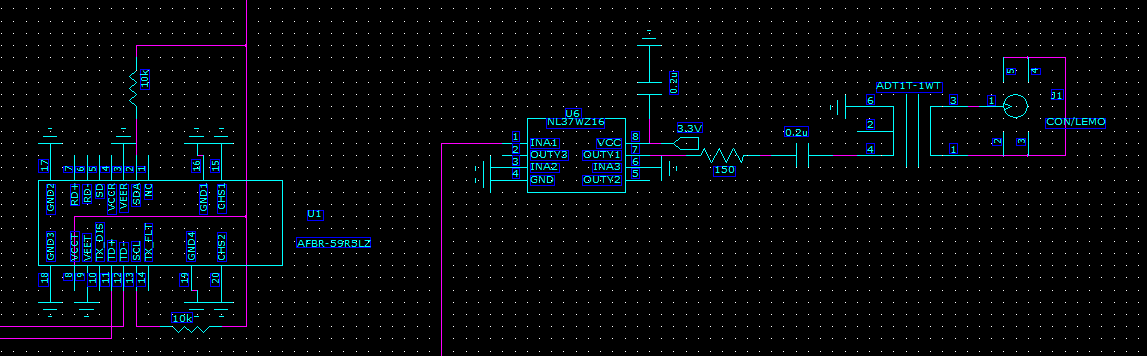 10k
17
7
6
5
4
3
2
1
16
15
GND2
RD+
RD-
SD
VCCR
VEER
SDA
NC
GND1
CHS1
U1
AFBR-59R5LZ
GND3
VCCT
VEET
TX_DIS
TD+
TD-
SCL
TX_FLT
GND4
CHS2
18
8
9
10
11
12
13
14
19
20
10k
0.2u
U6
NL37WZ16
1
2
3
4
INA1
OUTY3
INA2
GND
VCC
OUTY1
INA3
OUTY2
8
7
6
5
3.3V
150
0.2u
ADT1T-1WT
6
2
4
3
1
5
4
1
J1
CON/LEMO
2
3